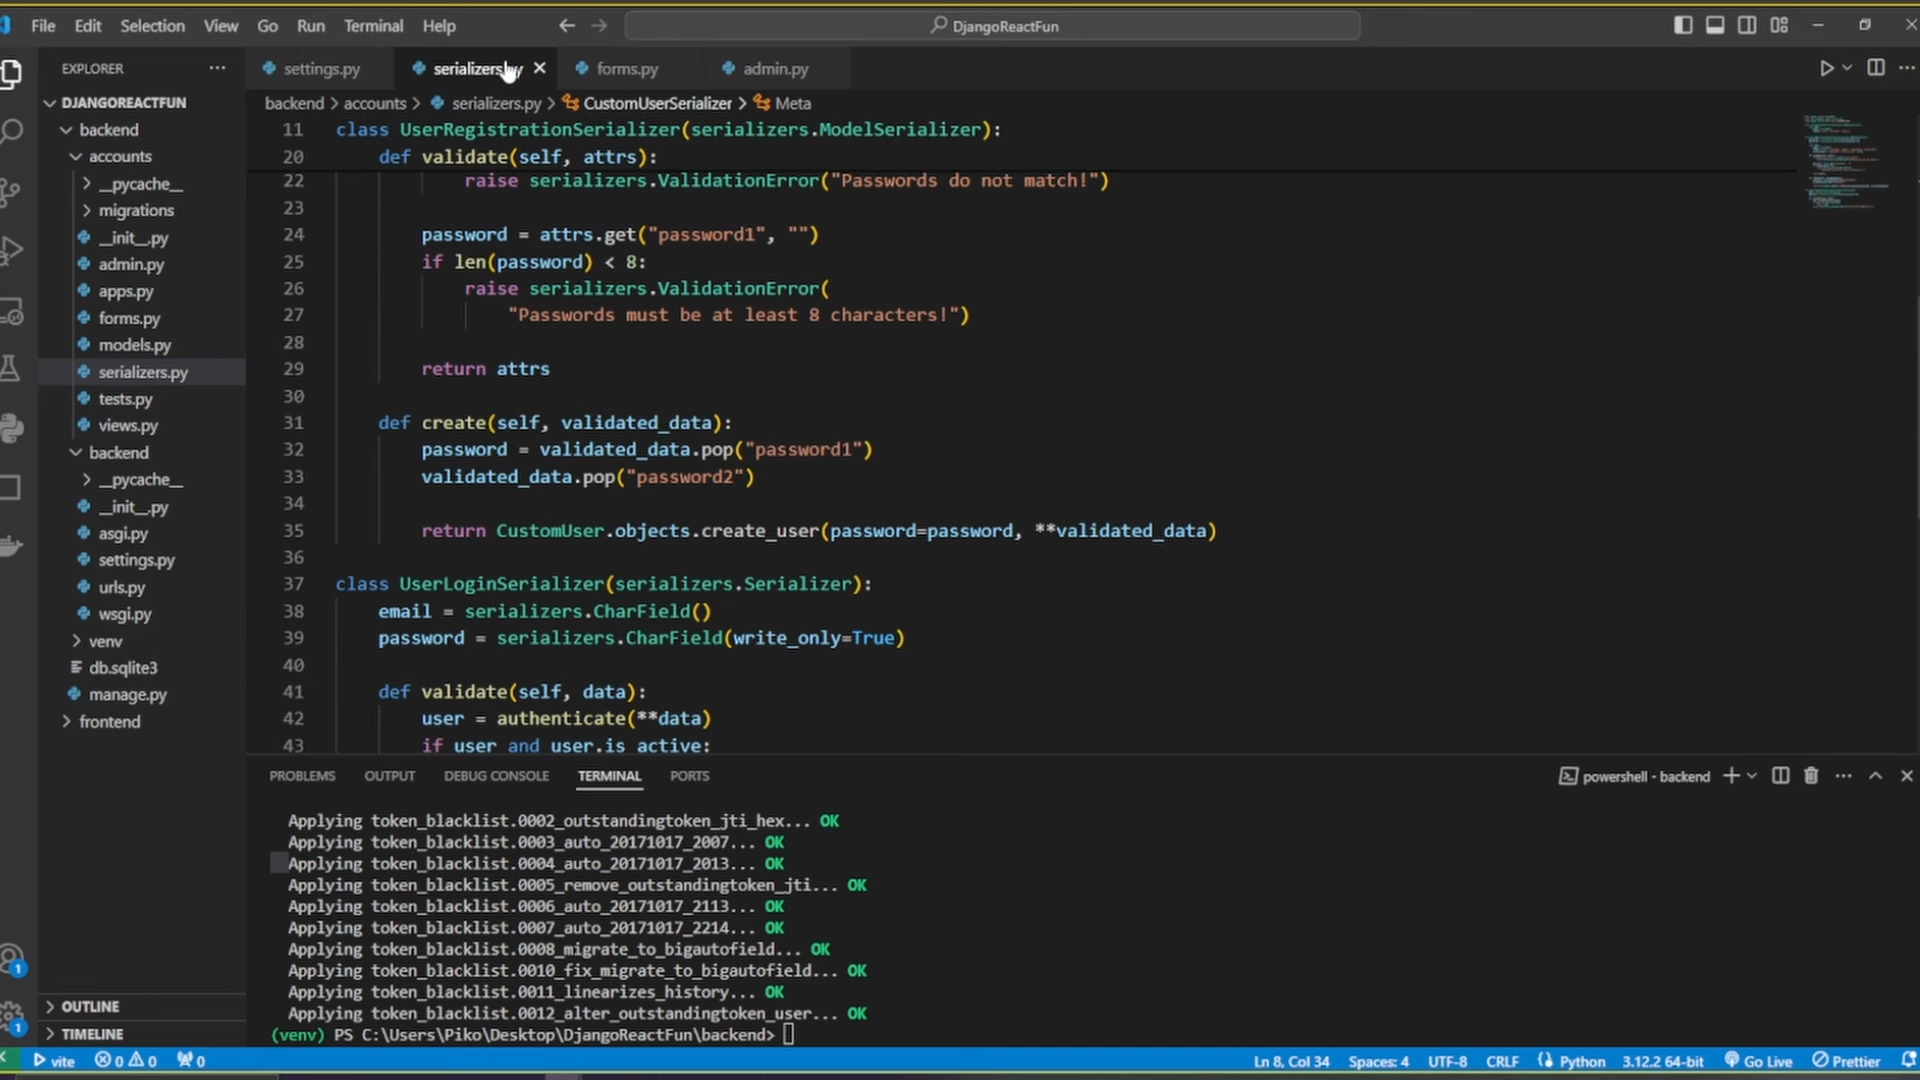 File Edit Selection View Go Run Terminal Help
DjangoReactFun
EXPLORER
DJANGOREACTFUN
backend
accounts
__pycache__
migrations
__init__.py
admin.py
apps.py
forms.py
models.py
serializers.py
tests.py
views.py
backend
__pycache__
__init__.py
asgi.py
settings.py
urls.py
wsgi.py
venv
db.sqlite3
manage.py
frontend
OUTLINE
TIMELINE
settings.py serializers.py forms.py admin.py
backend > accounts > serializers.py > CustomUserSerializer > Meta
11 class UserRegistrationSerializer(serializers.ModelSerializer):
20 def validate(self, attrs):
22 raise serializers.ValidationError("Passwords do not match!")
23
24 password = attrs.get("password1", "")
25 if len(password) < 8:
26 raise serializers.ValidationError(
27 "Passwords must be at least 8 characters!")
28
29 return attrs
30
31 def create(self, validated_data):
32 password = validated_data.pop("password1")
33 validated_data.pop("password2")
34
35 return CustomUser.objects.create_user(password=password, **validated_data)
36
37 class UserLoginSerializer(serializers.Serializer):
38 email = serializers.CharField()
39 password = serializers.CharField(write_only=True)
40
41 def validate(self, data):
42 user = authenticate(**data)
43 if user and user.is_active:
PROBLEMS OUTPUT DEBUG CONSOLE TERMINAL PORTS
powershell - backend
Applying token_blacklist.0002_outstandingtoken_jti_hex... OK
Applying token_blacklist.0003_auto_20171017_2007... OK
Applying token_blacklist.0004_auto_20171017_2013... OK
Applying token_blacklist.0005_remove_outstandingtoken_jti... OK
Applying token_blacklist.0006_auto_20171017_2113... OK
Applying token_blacklist.0007_auto_20171017_2214... OK
Applying token_blacklist.0008_migrate_to_bigautofield... OK
Applying token_blacklist.0010_fix_migrate_to_bigautofield... OK
Applying token_blacklist.0011_linearizes_history... OK
Applying token_blacklist.0012_alter_outstandingtoken_user... OK
(venv) PS C:\Users\Piko\Desktop\DjangoReactFun\backend>
1
1
vite 0 0 0 Ln 8, Col 34 Spaces: 4 UTF-8 CRLF Python 3.12.2 64-bit Go Live Prettier